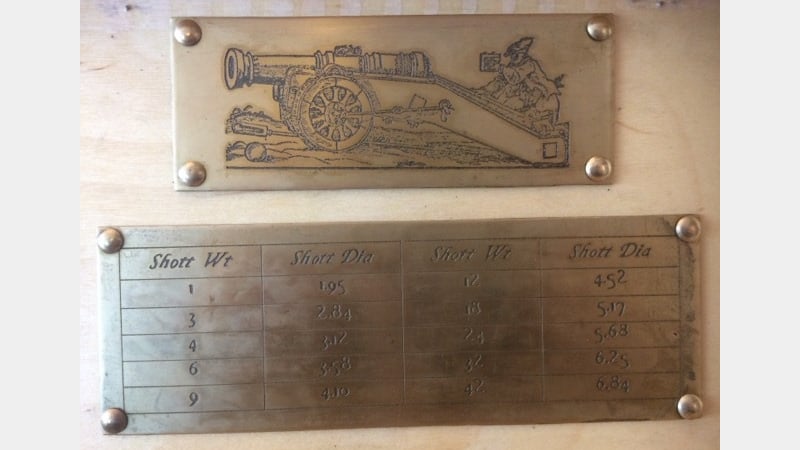 Shott Wt Shott Dia Shott Wt Shott Dia
1 1.95 12 4.52
3 2.84 18 5.17
4 3.12 24 5.68
6 3.58 32 6.25
9 4.10 42 6.84